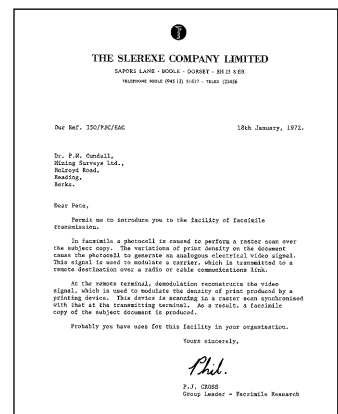 THE SLEREXE COMPANY LIMITED
SAPORS LANE - BOOLE - DORSET - BH 25 8 ER
TELEPHONE BOOLE (945 13) 51617 - TELEX 123456
Our Ref. 350/PJC/EAC
18th January, 1972.
Dr. P.N. Cundall,
Mining Surveys Ltd.,
Holroyd Road,
Reading,
Berks.
Dear Pete,
Permit me to introduce you to the facility of facsimile
transmission.
In facsimile a photocell is caused to perform a raster scan over
the subject copy. The variations of print density on the document
cause the photocell to generate an analogous electrical video signal.
This signal is used to modulate a carrier, which is transmitted to a
remote destination over a radio or cable communications link.
At the remote terminal, demodulation reconstructs the video
signal, which is used to modulate the density of print produced by a
printing device. This device is scanning in a raster scan synchronised
with that at the transmitting terminal. As a result, a facsimile
copy of the subject document is produced.
Probably you have uses for this facility in your organisation.
Yours sincerely,
Phil.
P.J. CROSS
Group Leader - Facsimile Research